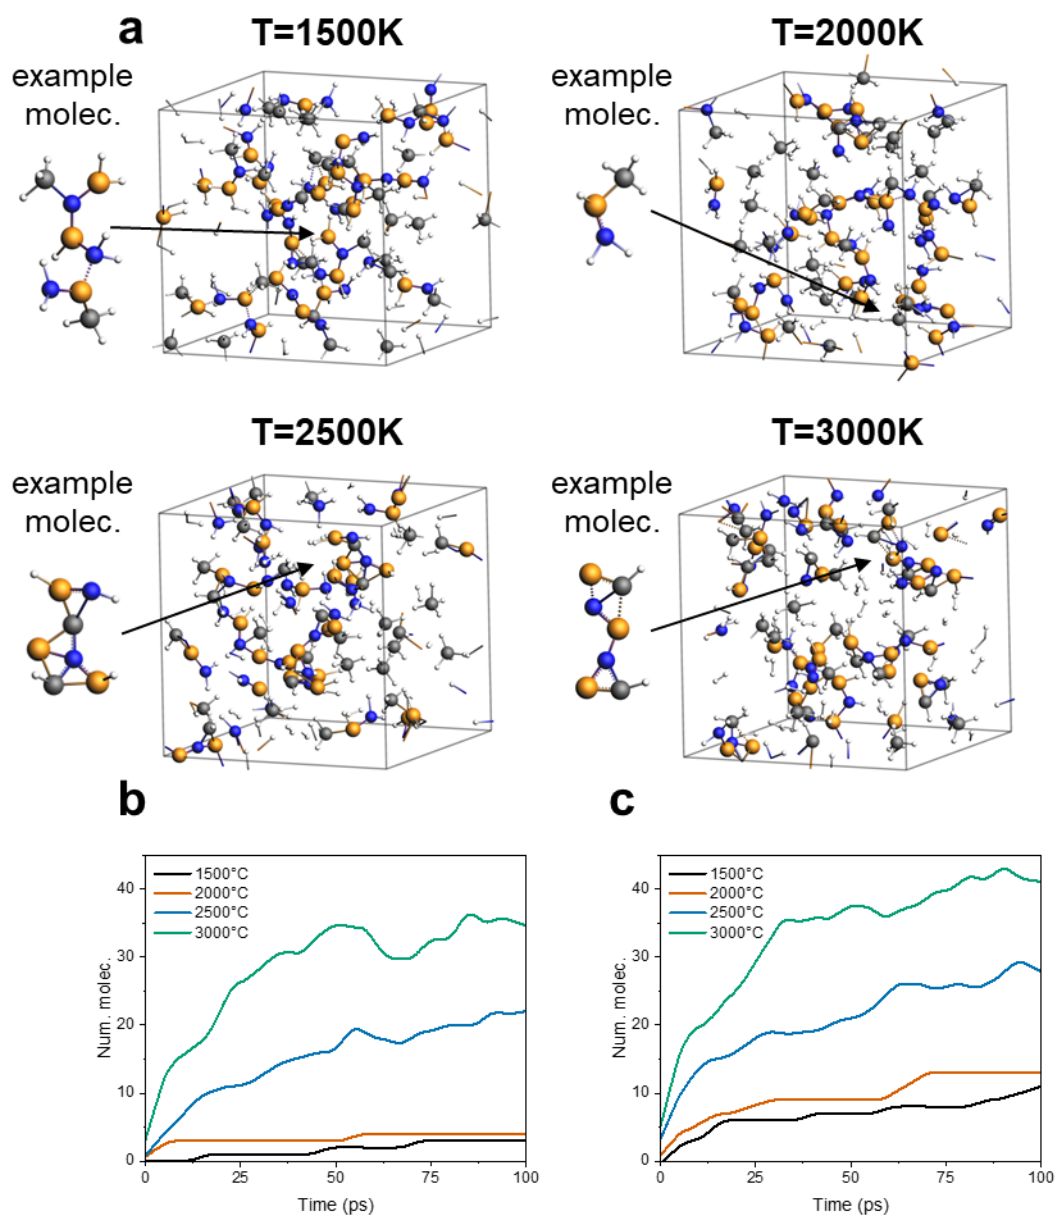 a
T=1500K
T=2000K
example
molec.
example
molec.
T=2500K
T=3000K
example
molec.
example
molec.
b
c
1500°C
2000°C
2500°C
3000°C
40
30
20
10
0
Num. molec.
0
25
50
75
100
Time (ps)
1500°C
2000°C
2500°C
3000°C
40
30
20
10
0
Num. molec.
0
25
50
75
100
Time (ps)